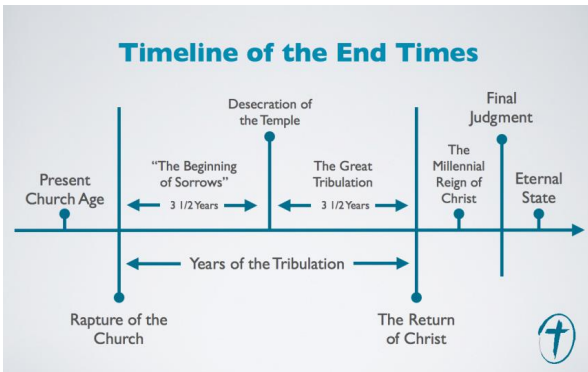 Timeline of the End Times
Present
Church Age
Rapture of the
Church
“The Beginning
of Sorrows”
3 1/2 Years
Desecration of
the Temple
The Great
Tribulation
3 1/2 Years
Years of the Tribulation
The Return
of Christ
The
Millennial
Reign of
Christ
Final
Judgment
Eternal
State